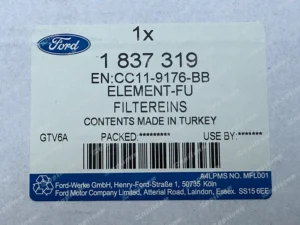 1x
Ford
1 837 319
EN:CC11-9176-BB
ELEMENT-FU
FILTEREINS
CONTENTS MADE IN TURKEY
GTV6A PACKED:********* ***-**
A4LPMS NO. MFL001
Ford-Werke GmbH, Henry-Ford-Straße 1, 50735 Köln
Ford Motor Company Limited, Arterial Road, Laindon, Essex. SS15 6EE